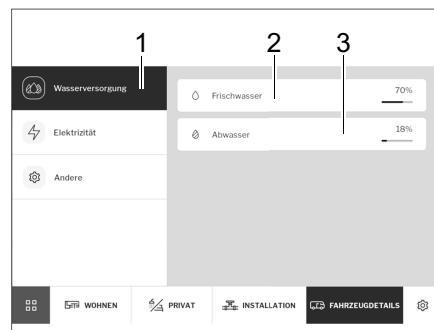 1 2 3
Wasserversorgung
Frischwasser 70%
Elektrizität
Abwasser 18%
Andere
WOHNEN PRIVAT INSTALLATION FAHRZEUGDETAILS